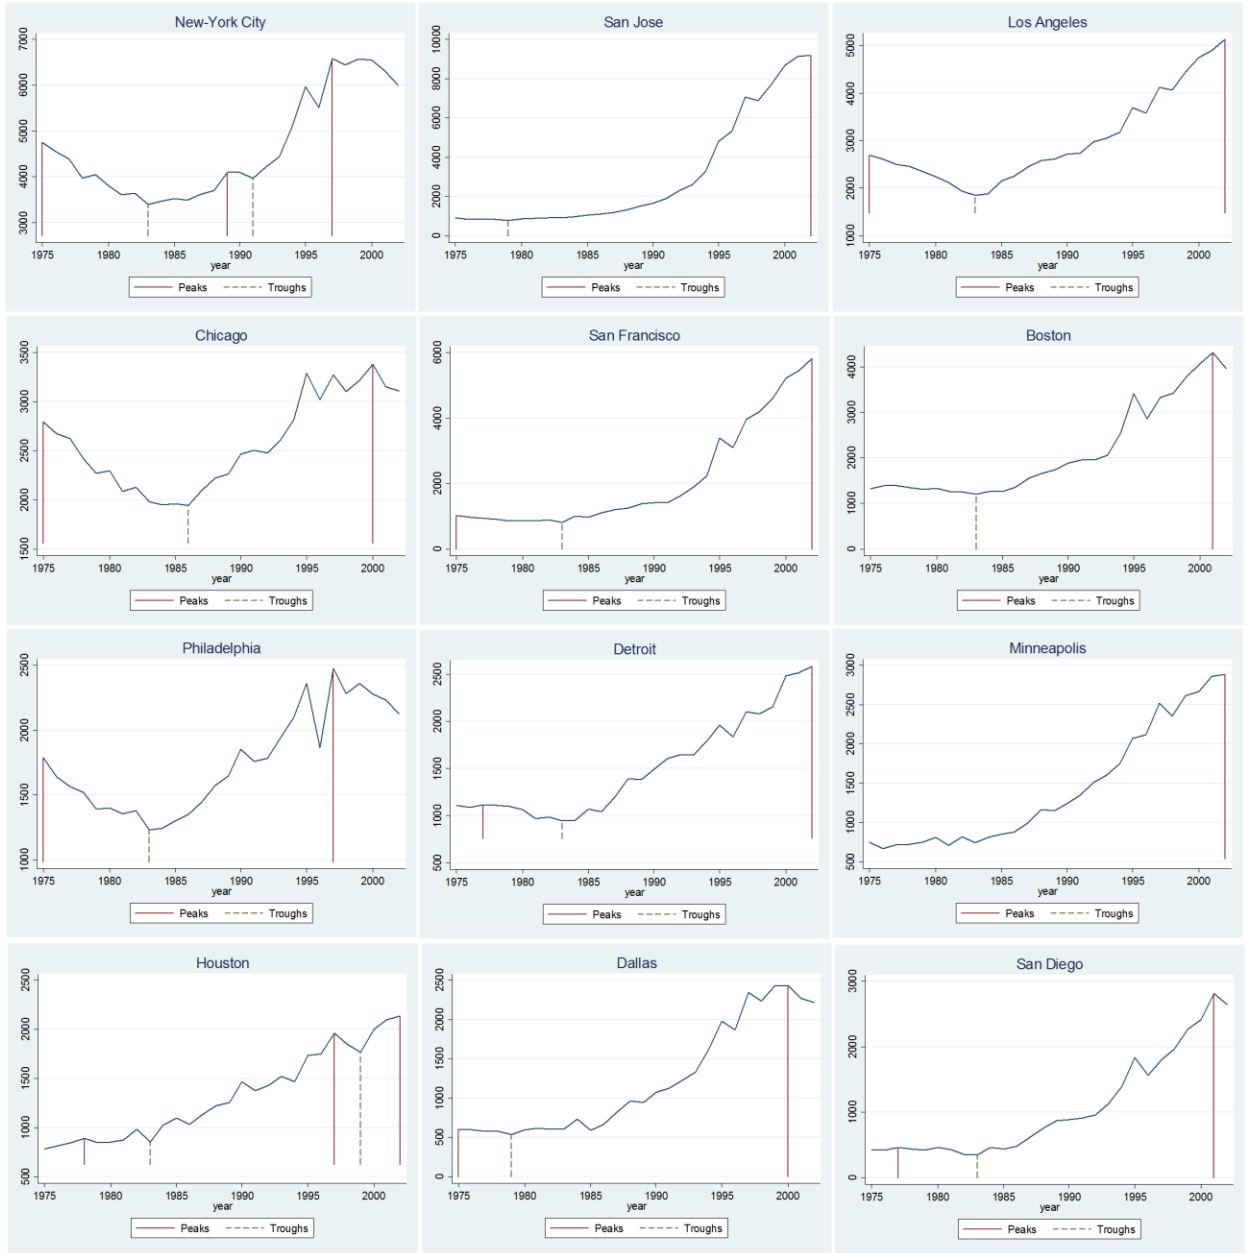 New-York City
7000
6000
5000
4000
3000
1975 1980 1985 1990 1995 2000
year
Peaks Troughs
San Jose
10000
8000
6000
4000
2000
0
1975 1980 1985 1990 1995 2000
year
Peaks Troughs
Los Angeles
5000
4000
3000
2000
1000
1975 1980 1985 1990 1995 2000
year
Peaks Troughs
Chicago
3500
3000
2500
2000
1500
1975 1980 1985 1990 1995 2000
year
Peaks Troughs
San Francisco
6000
4000
2000
0
1975 1980 1985 1990 1995 2000
year
Peaks Troughs
Boston
4000
3000
2000
1000
0
1975 1980 1985 1990 1995 2000
year
Peaks Troughs
Philadelphia
2500
2000
1500
1000
1975 1980 1985 1990 1995 2000
year
Peaks Troughs
Detroit
2500
2000
1500
1000
500
1975 1980 1985 1990 1995 2000
year
Peaks Troughs
Minneapolis
3000
2500
2000
1500
1000
500
1975 1980 1985 1990 1995 2000
year
Peaks Troughs
Houston
2500
2000
1500
1000
500
1975 1980 1985 1990 1995 2000
year
Peaks Troughs
Dallas
2500
2000
1500
1000
500
0
1975 1980 1985 1990 1995 2000
year
Peaks Troughs
San Diego
3000
2000
1000
0
1975 1980 1985 1990 1995 2000
year
Peaks Troughs